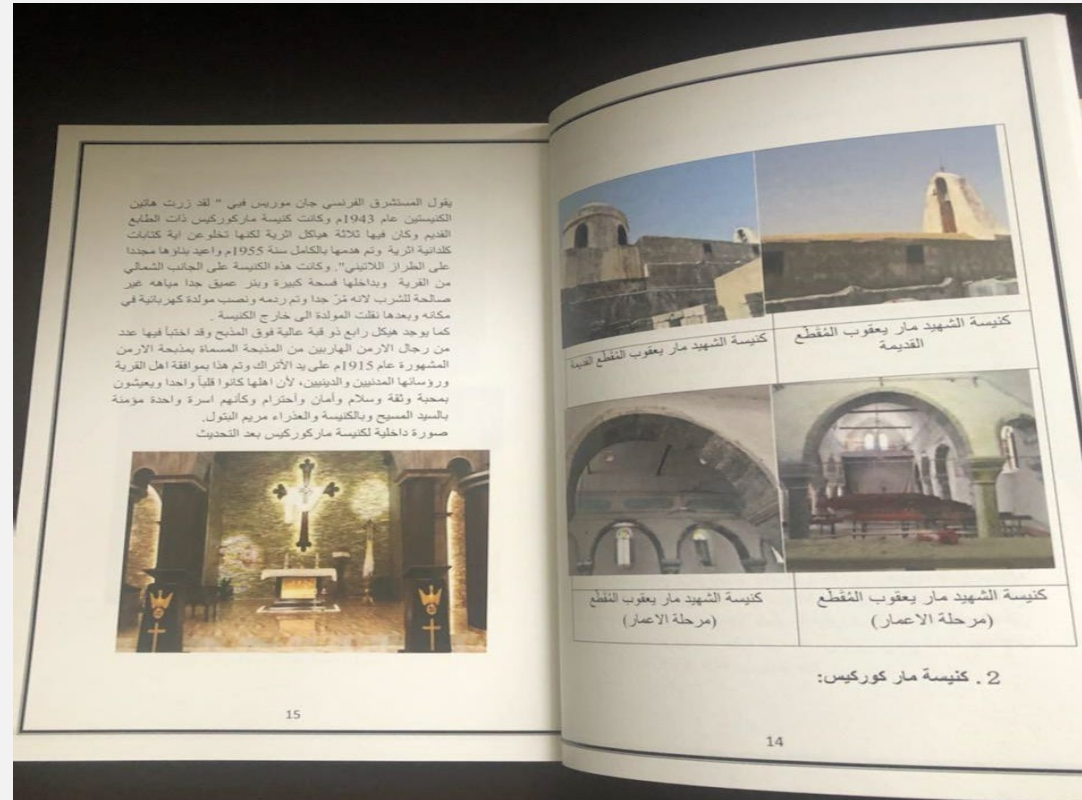 كنيسة الشهيد مار يعقوب المُقطّع
القديمة
كنيسة الشهيد مار يعقوب المُقطّع القديمة
كنيسة الشهيد مار يعقوب المُقطّع
(مرحلة الاعمار)
كنيسة الشهيد مار يعقوب المُقطّع
(مرحلة الاعمار)
2 . كنيسة مار كوركيس:
14
يقول المستشرق الفرنسي جان موريس فيي " لقد زرت هاتين
الكنيستين عام 1943م وكانت كنيسة ماركوركيس ذات الطابع
القديم وكان فيها ثلاثة هياكل اثرية لكنها تخلوعن اية كتابات
كلدانية اثرية وتم هدمها بالكامل سنة 1955م واعيد بناؤها مجددا
على الطراز اللاتيني". وكانت هذه الكنيسة على الجانب الشمالي
من القرية وبداخلها فسحة كبيرة وبئر عميق جدا مياهه غير
صالحة للشرب لانه مُرّ جدا وتم ردمه ونصب مولدة كهربائية في
مكانه وبعدها نقلت المولدة الى خارج الكنيسة .
كما يوجد هيكل رابع ذو قبة عالية فوق المذبح وقد اختبأ فيها عدد
من رجال الارمن الهاربين من المذبحة المسماة بمذبحة الارمن
المشهورة عام 1915م على يد الأتراك وتم هذا بموافقة اهل القرية
ورؤسائها المدنيين والدينيين، لأن اهلها كانوا قلباً واحدا ويعيشون
بمحبة وثقة وسلام وأمان وأحترام وكأنهم اسرة واحدة مؤمنة
بالسيد المسيح وبالكنيسة والعذراء مريم البتول.
صورة داخلية لكنيسة ماركوركيس بعد التحديث
15